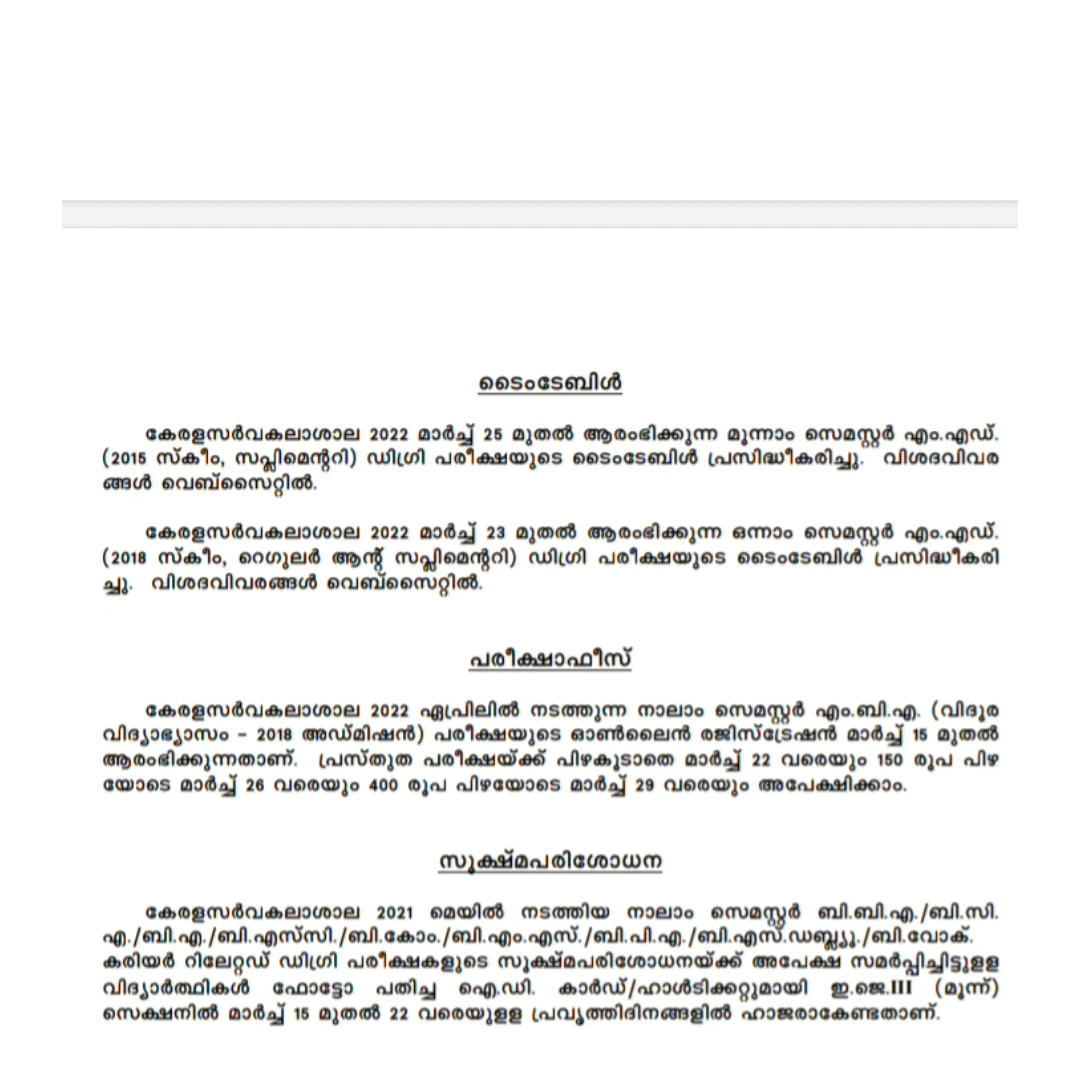 ടൈംടേബിൾ
കേരളസർവകലാശാല 2022 മാർച്ച് 25 മുതൽ ആരംഭിക്കുന്ന മൂന്നാം സെമസ്റ്റർ എം.എഡ്.
(2015 സ്കീം, സപ്ലിമെന്ററി) ഡിഗ്രി പരീക്ഷയുടെ ടൈംടേബിൾ പ്രസിദ്ധീകരിച്ചു. വിശദവിവര
ങ്ങൾ വെബ്സൈറ്റിൽ.
കേരളസർവകലാശാല 2022 മാർച്ച് 23 മുതൽ ആരംഭിക്കുന്ന ഒന്നാം സെമസ്റ്റർ എം.എഡ്.
(2018 സ്കീം, റെഗുലർ ആന്റ് സപ്ലിമെന്ററി) ഡിഗ്രി പരീക്ഷയുടെ ടൈംടേബിൾ പ്രസിദ്ധീകരി
ച്ചു. വിശദവിവരങ്ങൾ വെബ്സൈറ്റിൽ.
പരീക്ഷാഫീസ്
കേരളസർവകലാശാല 2022 ഏപ്രിലിൽ നടത്തുന്ന നാലാം സെമസ്റ്റർ എം.ബി.എ. (വിദൂര
വിദ്യാഭ്യാസം – 2018 അഡ്മിഷൻ) പരീക്ഷയുടെ ഓൺലൈൻ രജിസ്ട്രേഷൻ മാർച്ച് 15 മുതൽ
ആരംഭിക്കുന്നതാണ്. പ്രസ്തുത പരീക്ഷയ്ക്ക് പിഴകൂടാതെ മാർച്ച് 22 വരെയും 150 രൂപ പിഴ
യോടെ മാർച്ച് 26 വരെയും 400 രൂപ പിഴയോടെ മാർച്ച് 29 വരെയും അപേക്ഷിക്കാം.
സൂക്ഷ്മപരിശോധന
കേരളസർവകലാശാല 2021 മെയിൽ നടത്തിയ നാലാം സെമസ്റ്റർ ബി.ബി.എ./ബി.സി.
എ./ബി.എ./ബി.എസ്‌സി./ബി.കോം./ബി.എം.എസ്./ബി.പി.എ./ബി.എസ്.ഡബ്ല്യൂ./ബി.വോക്.
കരിയർ റിലേറ്റഡ് ഡിഗ്രി പരീക്ഷകളുടെ സൂക്ഷ്മപരിശോധനയ്ക്ക് അപേക്ഷ സമർപ്പിച്ചിട്ടുളള
വിദ്യാർത്ഥികൾ ഫോട്ടോ പതിച്ച ഐ.ഡി. കാർഡ്/ഹാൾടിക്കറ്റുമായി ഇ.ജെ.III (മൂന്ന്)
സെക്ഷനിൽ മാർച്ച് 15 മുതൽ 22 വരെയുളള പ്രവൃത്തിദിനങ്ങളിൽ ഹാജരാകേണ്ടതാണ്.